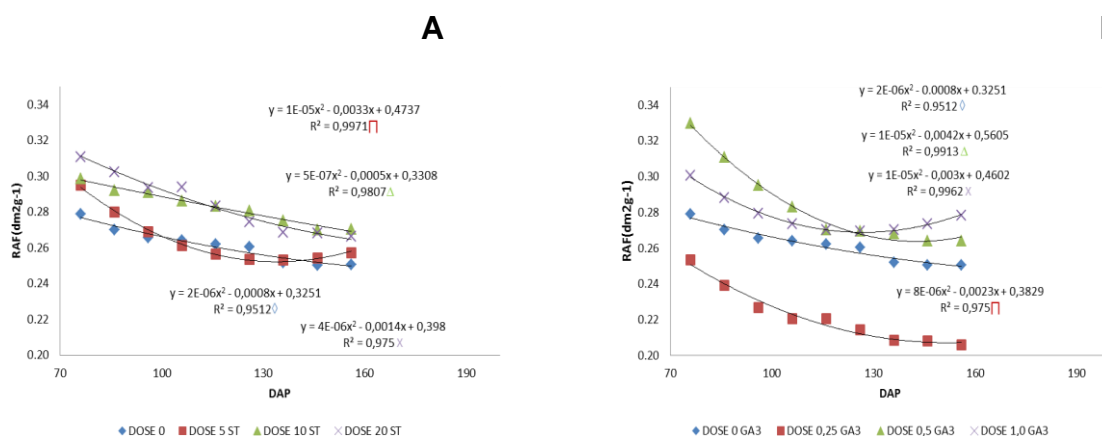 A
y = 1E-05x² - 0,0033x + 0,4737
R² = 0,9971
y = 5E-07x² - 0,0005x + 0,3308
R² = 0,9807
y = 2E-06x² - 0,0008x + 0,3251
R² = 0,9512
y = 4E-06x² - 0,0014x + 0,398
R² = 0,975
RAF(dm2g-1)
0.34
0.32
0.30
0.28
0.26
0.24
0.22
0.20
70 100 130 160 190
DAP
DOSE 0 DOSE 5 ST DOSE 10 ST DOSE 20 ST
y = 2E-06x² - 0.0008x + 0.3251
R² = 0.9512
y = 1E-05x² - 0,0042x + 0,5605
R² = 0,9913
y = 1E-05x² - 0,003x + 0,4602
R² = 0,9962
y = 8E-06x² - 0,0023x + 0,3829
R² = 0,975
RAF(dm2g-1)
0.34
0.32
0.30
0.28
0.26
0.24
0.22
0.20
70 100 130 160 190
DAP
DOSE 0 GA3 DOSE 0,25 GA3 DOSE 0,5 GA3 DOSE 1,0 GA3